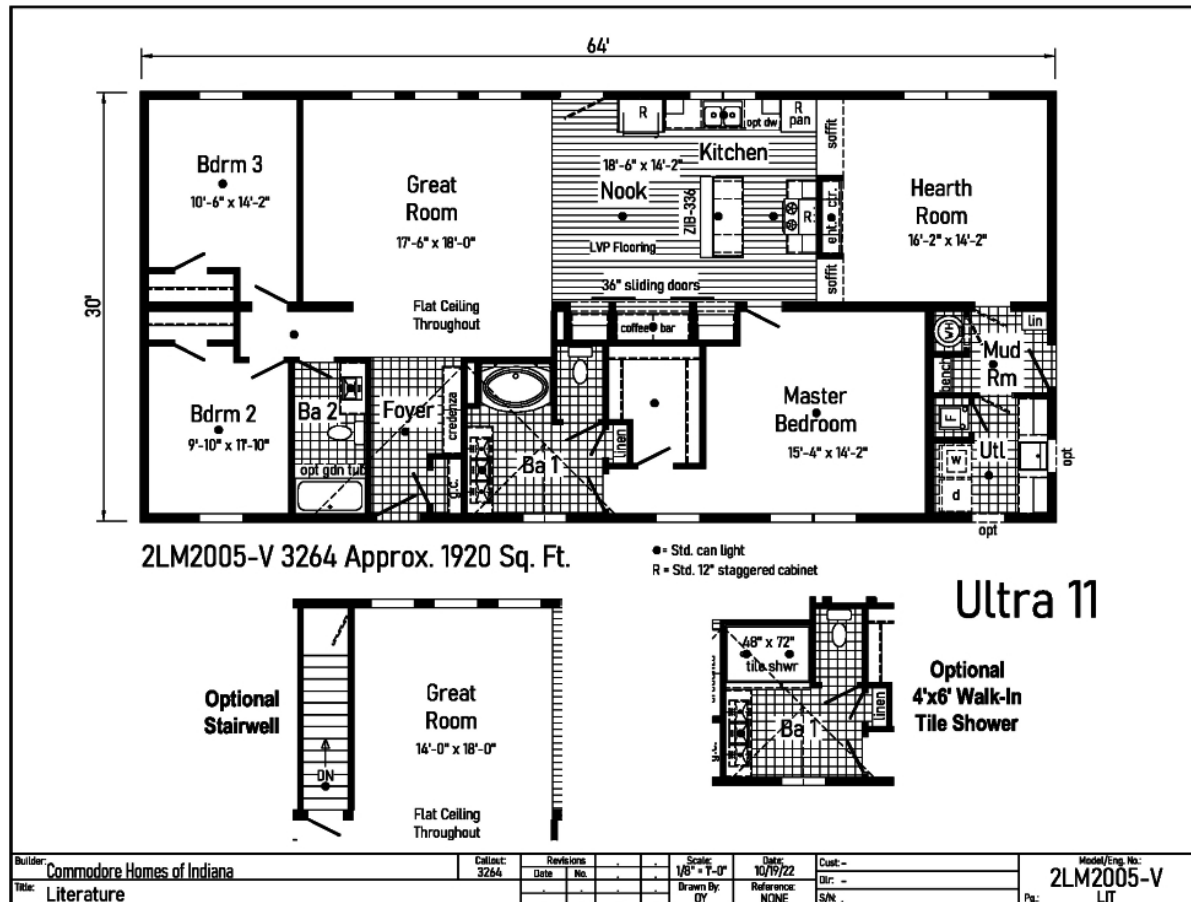 64'
30'
Bdrm 3
10'-6" x 14'-2"
Great
Room
17'-6" x 18'-0"
Flat Ceiling
Throughout
R
opt dw
R
pan
Kitchen
18'-6" x 14'-2"
Nook
ZIB-336
LVP Flooring
R
36" sliding doors
coffee bar
soffit
ent. ctr.
soffit
Hearth
Room
16'-2" x 14'-2"
Bdrm 2
9'-10" x 11'-10"
Ba 2
opt gdn tub
Foyer
credenza
g.c.
Ba 1
linen
Master
Bedroom
15'-4" x 14'-2"
WH
lin
Mud
Rm
bench
F
Utl
w
d
opt
opt
2LM2005-V 3264 Approx. 1920 Sq. Ft.
● = Std. can light
R = Std. 12" staggered cabinet
Ultra 11
Optional
Stairwell
DN
Great
Room
14'-0" x 18'-0"
Flat Ceiling
Throughout
48" x 72"
tile shwr
linen
Ba 1
g.c.
Optional
4'x6' Walk-In
Tile Shower
Builder: Commodore Homes of Indiana
Title: Literature
Callout:
3264
Revisions
Date No.
Scale:
1/8" = 1'-0"
Drawn By:
OY
Date:
10/19/22
Reference:
NONE
Cust: -
Dlr: -
S/N: .
Model/Eng. No.:
2LM2005-V
Pg.: LIT